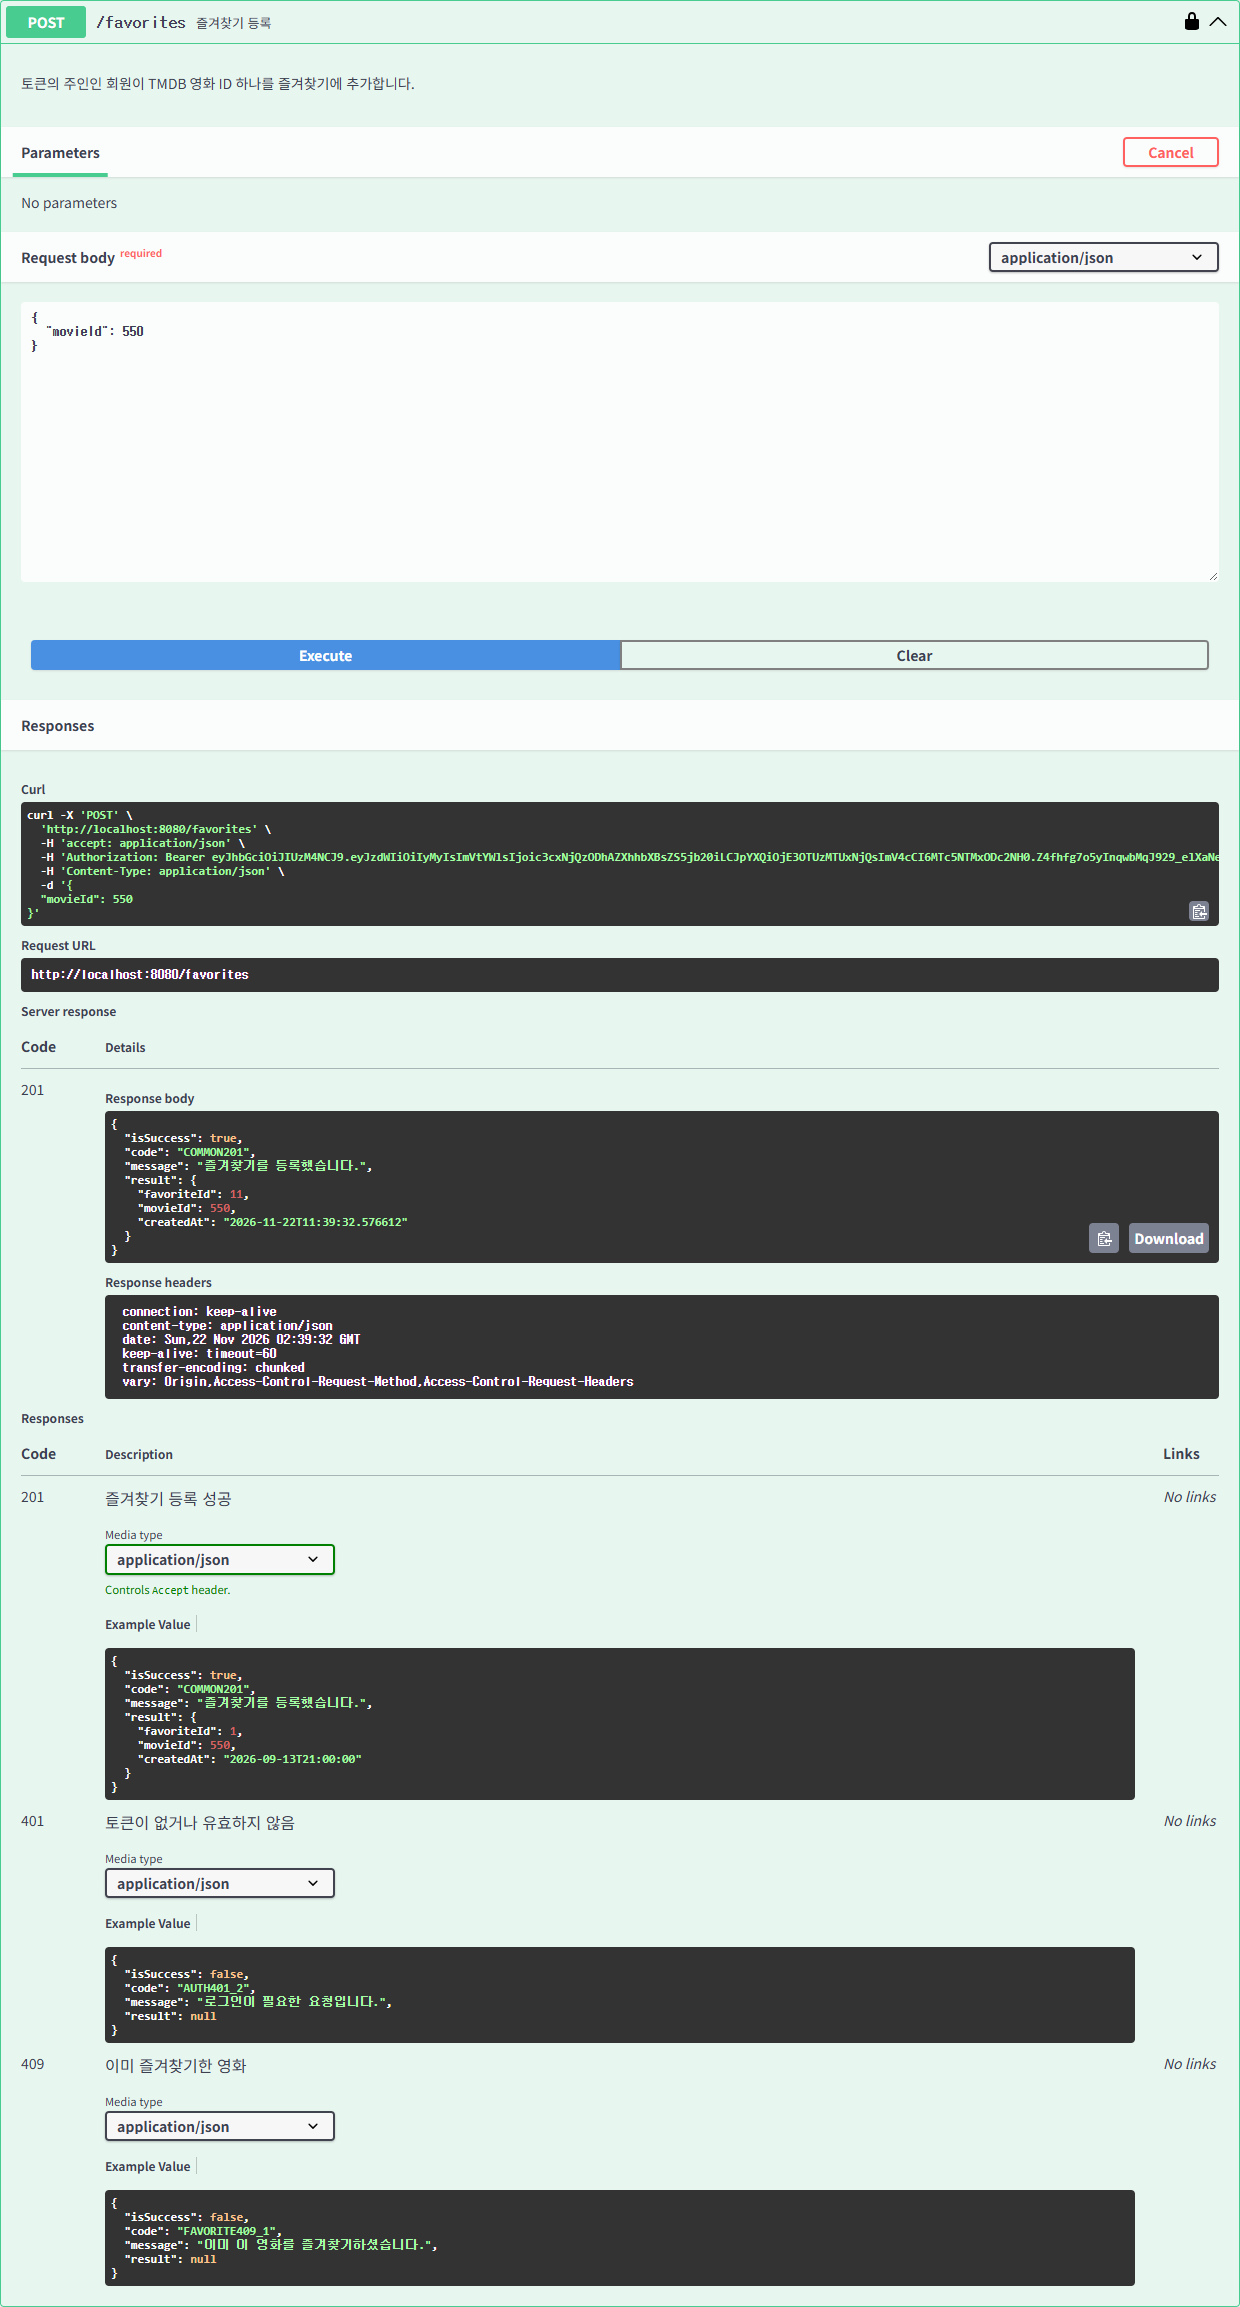 POST /favorites 즐겨찾기 등록
토큰의 주인인 회원이 TMDB 영화 ID 하나를 즐겨찾기에 추가합니다.
Parameters
Cancel
No parameters
Request body required
application/json
{
  "movieId": 550
}
Execute
Clear
Responses
Curl
curl -X 'POST' \
  'http://localhost:8080/favorites' \
  -H 'accept: application/json' \
  -H 'Authorization: Bearer
  -H 'Content-Type: application/json' \
  -d '{
  "movieId": 550
}'
Request URL
http://localhost:8080/favorites
Server response
Code Details
201
Response body
{
  "isSuccess": true,
  "code": "COMMON201",
  "message": "즐겨찾기를 등록했습니다.",
  "result": {
    "favoriteId": 11,
    "movieId": 550,
    "createdAt": "2026-11-22T11:39:32.576612"
  }
}
Download
Response headers
connection: keep-alive
content-type: application/json
date: Sun,22 Nov 2026 02:39:32 GMT
keep-alive: timeout=60
transfer-encoding: chunked
vary: Origin,Access-Control-Request-Method,Access-Control-Request-Headers
Responses
Code Description Links
201 즐겨찾기 등록 성공 No links
Media type
application/json
Controls Accept header.
Example Value
{
  "isSuccess": true,
  "code": "COMMON201",
  "message": "즐겨찾기를 등록했습니다.",
  "result": {
    "favoriteId": 1,
    "movieId": 550,
    "createdAt": "2026-09-13T21:00:00"
  }
}
401 토큰이 없거나 유효하지 않음 No links
Media type
application/json
Example Value
{
  "isSuccess": false,
  "code": "AUTH401_2",
  "message": "로그인이 필요한 요청입니다.",
  "result": null
}
409 이미 즐겨찾기한 영화 No links
Media type
application/json
Example Value
{
  "isSuccess": false,
  "code": "FAVORITE409_1",
  "message": "이미 이 영화를 즐겨찾기하셨습니다.",
  "result": null
}